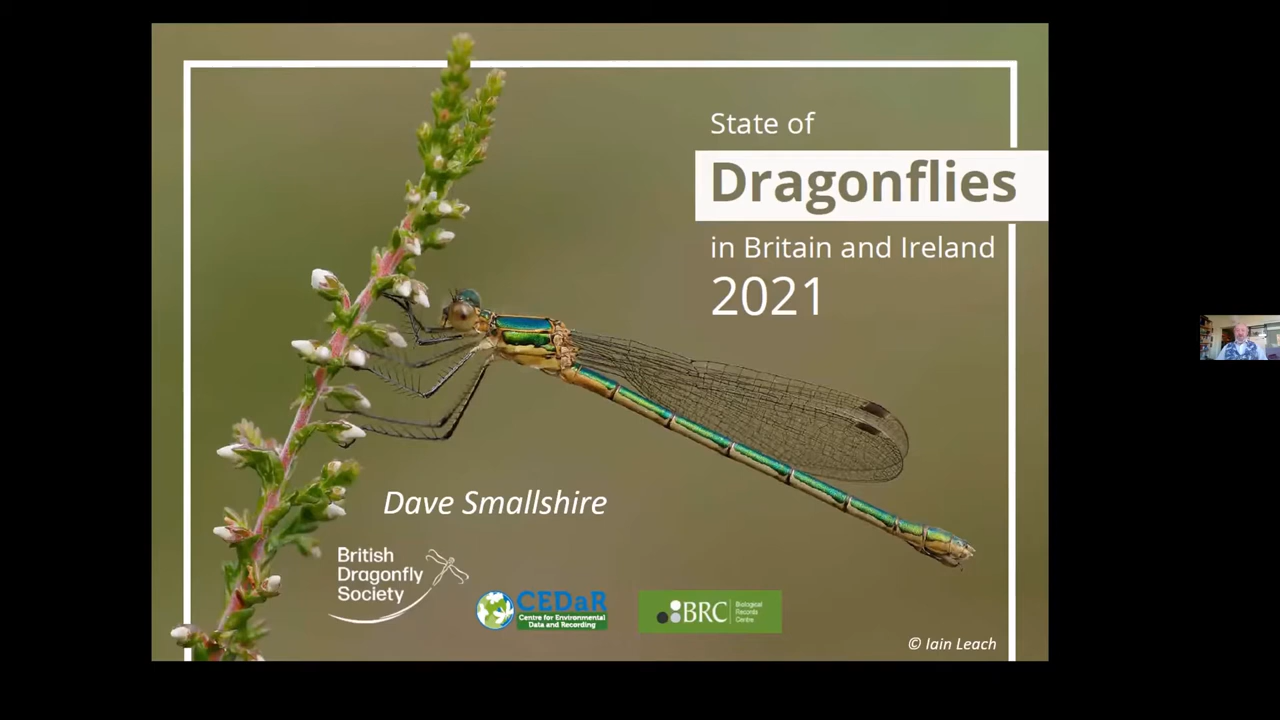 State of
Dragonflies
in Britain and Ireland
2021
Dave Smallshire
British
Dragonfly
Society
CEDaR
Centre for Environmental
Data and Recording
BRC
Biological
Records
Centre
© Iain Leach